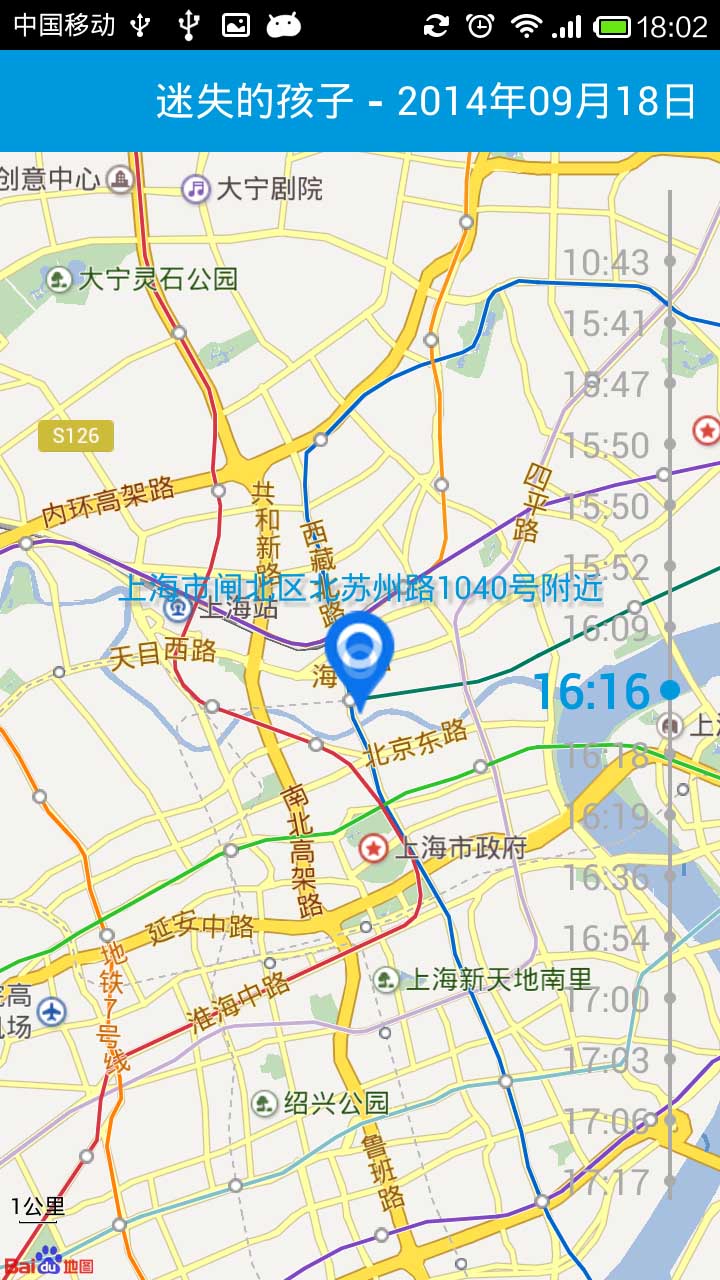 中国移动
18:02
迷失的孩子 - 2014年09月18日
创意中心
大宁剧院
10:43
大宁灵石公园
15:41
15:47
S126
15:50
四平路
内环高架路
共和新路
15:50
西藏路
15:52
上海市闸北区北苏州路1040号附近
上海站
16:09
天目西路
海
16:16
上海
北京东路
16:18
南北高架路
16:19
上海市政府
16:36
延安中路
16:54
地铁7号线
上海新天地南里
淮海中路
17:00
机场
17:03
绍兴公园
17:06
鲁班路
17:17
1公里
Bai du 地图